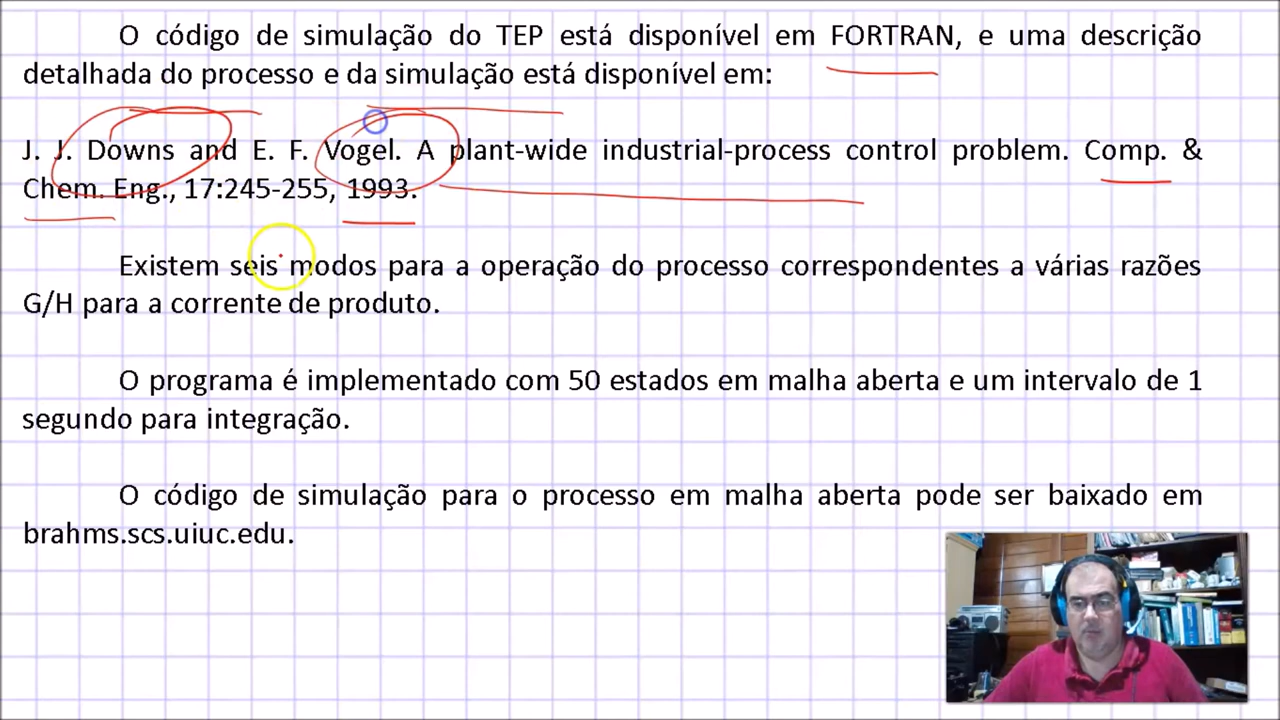 O código de simulação do TEP está disponível em FORTRAN, e uma descrição
detalhada do processo e da simulação está disponível em:
J. J. Downs and E. F. Vogel. A plant-wide industrial-process control problem. Comp. &
Chem. Eng., 17:245-255, 1993.
Existem seis modos para a operação do processo correspondentes a várias razões
G/H para a corrente de produto.
O programa é implementado com 50 estados em malha aberta e um intervalo de 1
segundo para integração.
O código de simulação para o processo em malha aberta pode ser baixado em
brahms.scs.uiuc.edu.